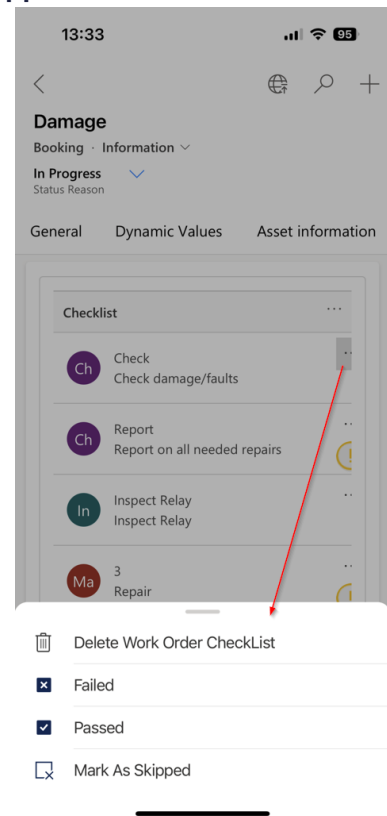 13:33
95
Damage
Booking · Information
In Progress
Status Reason
General Dynamic Values Asset information
Checklist
Ch
Check
Check damage/faults
Ch
Report
Report on all needed repairs
In
Inspect Relay
Inspect Relay
Ma
3
Repair
Delete Work Order CheckList
Failed
Passed
Mark As Skipped